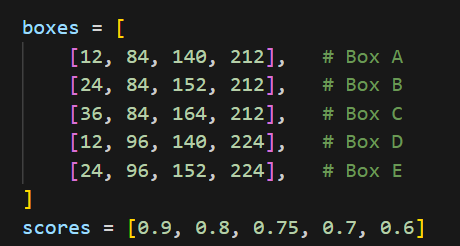 boxes = [
    [12, 84, 140, 212],   # Box A
    [24, 84, 152, 212],   # Box B
    [36, 84, 164, 212],   # Box C
    [12, 96, 140, 224],   # Box D
    [24, 96, 152, 224],   # Box E
]
scores = [0.9, 0.8, 0.75, 0.7, 0.6]